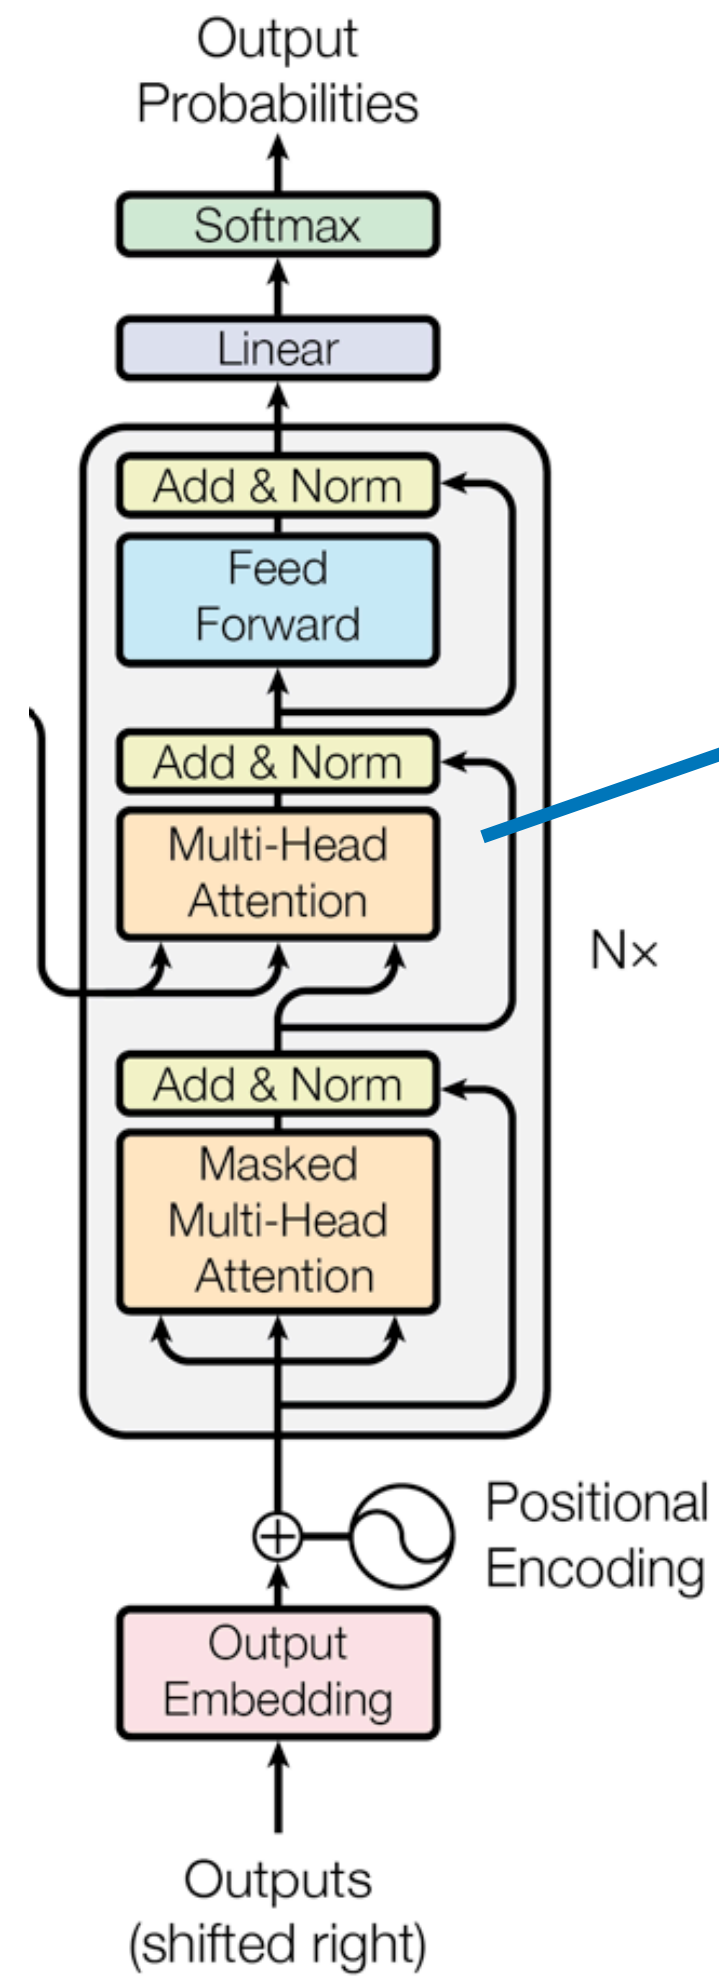 Output
Probabilities
Softmax
Linear
Add & Norm
Feed
Forward
Add & Norm
Multi-Head
Attention
N×
Add & Norm
Masked
Multi-Head
Attention
Positional
Encoding
Output
Embedding
Outputs
(shifted right)